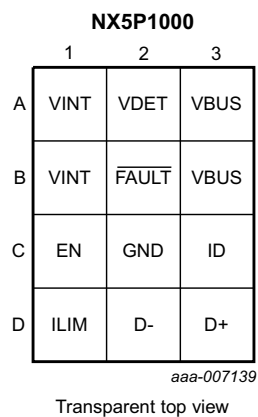 NX5P1000
1 2 3
A VINT VDET VBUS
B VINT FAULT VBUS
C EN GND ID
D ILIM D- D+
aaa-007139
Transparent top view